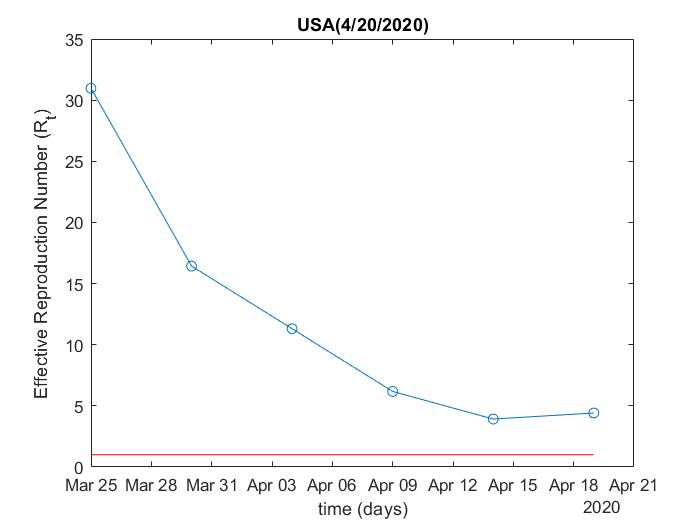 USA(4/20/2020)
Effective Reproduction Number (Rt)
35
30
25
20
15
10
5
0
Mar 25 Mar 28 Mar 31 Apr 03 Apr 06 Apr 09 Apr 12 Apr 15 Apr 18 Apr 21
time (days)
2020